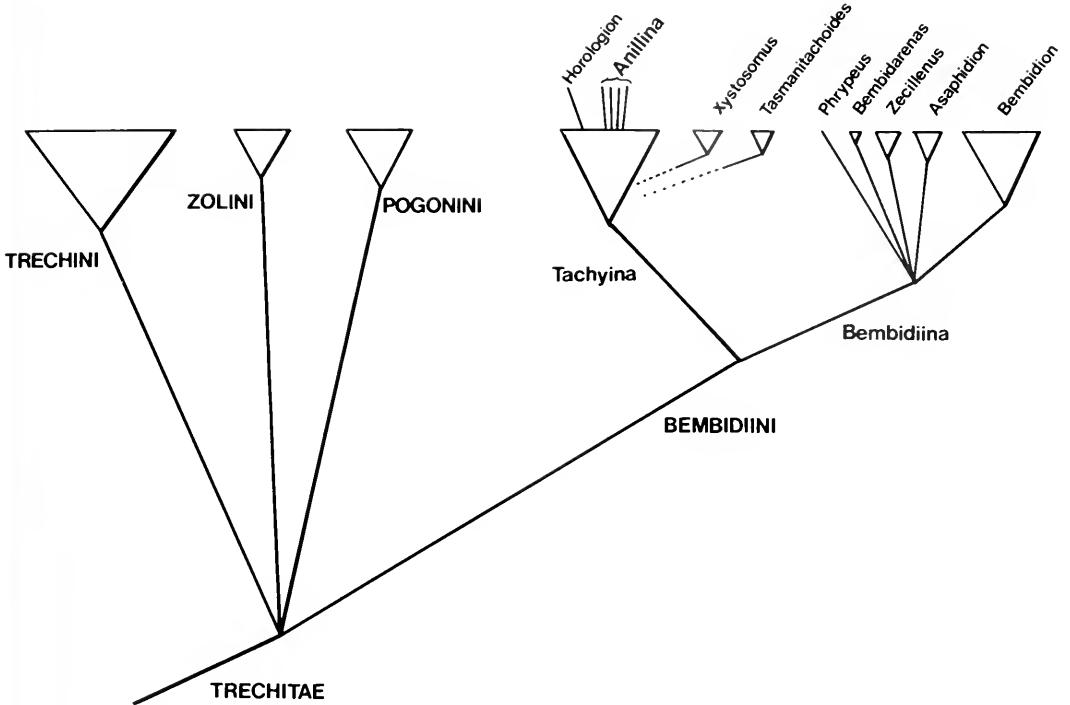 Horologion
Anillina
Xystosomus
Tasmanitachoides
Phrypeus
Bembidarenas
Zecillenus
Asaphidion
Bembidion
ZOLINI
POGONINI
TRECHINI
Tachyina
Bembidiina
BEMBIDIINI
TRECHITAE